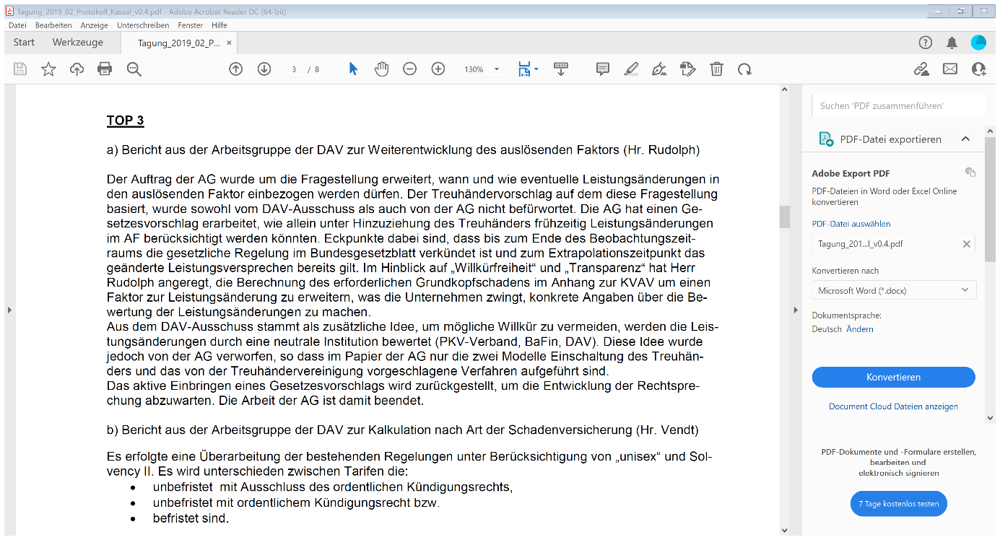 Tagung_2019_02_Protokoll_Kassel_v0.4.pdf - Adobe Acrobat Reader DC (64-bit)
Datei Bearbeiten Anzeige Unterschreiben Fenster Hilfe
Start Werkzeuge Tagung_2019_02_P... ×
3 / 8 130%
TOP 3
a) Bericht aus der Arbeitsgruppe der DAV zur Weiterentwicklung des auslösenden Faktors (Hr. Rudolph)
Der Auftrag der AG wurde um die Fragestellung erweitert, wann und wie eventuelle Leistungsänderungen in
den auslösenden Faktor einbezogen werden dürfen. Der Treuhändervorschlag auf dem diese Fragestellung
basiert, wurde sowohl vom DAV-Ausschuss als auch von der AG nicht befürwortet. Die AG hat einen Ge-
setzesvorschlag erarbeitet, wie allein unter Hinzuziehung des Treuhänders frühzeitig Leistungsänderungen
im AF berücksichtigt werden könnten. Eckpunkte dabei sind, dass bis zum Ende des Beobachtungszeit-
raums die gesetzliche Regelung im Bundesgesetzblatt verkündet ist und zum Extrapolationszeitpunkt das
geänderte Leistungsversprechen bereits gilt. Im Hinblick auf „Willkürfreiheit“ und „Transparenz“ hat Herr
Rudolph angeregt, die Berechnung des erforderlichen Grundkopfschadens im Anhang zur KVAV um einen
Faktor zur Leistungsänderung zu erweitern, was die Unternehmen zwingt, konkrete Angaben über die Be-
wertung der Leistungsänderungen zu machen.
Aus dem DAV-Ausschuss stammt als zusätzliche Idee, um mögliche Willkür zu vermeiden, werden die Leis-
tungsänderungen durch eine neutrale Institution bewertet (PKV-Verband, BaFin, DAV). Diese Idee wurde
jedoch von der AG verworfen, so dass im Papier der AG nur die zwei Modelle Einschaltung des Treuhän-
ders und das von der Treuhändervereinigung vorgeschlagene Verfahren aufgeführt sind.
Das aktive Einbringen eines Gesetzesvorschlags wird zurückgestellt, um die Entwicklung der Rechtspre-
chung abzuwarten. Die Arbeit der AG ist damit beendet.
b) Bericht aus der Arbeitsgruppe der DAV zur Kalkulation nach Art der Schadenversicherung (Hr. Vendt)
Es erfolgte eine Überarbeitung der bestehenden Regelungen unter Berücksichtigung von „unisex“ und Sol-
vency II. Es wird unterschieden zwischen Tarifen die:
• unbefristet mit Ausschluss des ordentlichen Kündigungsrechts,
• unbefristet mit ordentlichem Kündigungsrecht bzw.
• befristet sind.
Suchen 'PDF zusammenführen'
PDF-Datei exportieren
Adobe Export PDF
PDF-Dateien in Word oder Excel Online
konvertieren
PDF-Datei auswählen
Tagung_201...l_v0.4.pdf
Konvertieren nach
Microsoft Word (*.docx)
Dokumentsprache:
Deutsch Ändern
Konvertieren
Document Cloud Dateien anzeigen
PDF-Dokumente und -Formulare erstellen,
bearbeiten und
elektronisch signieren
7 Tage kostenlos testen